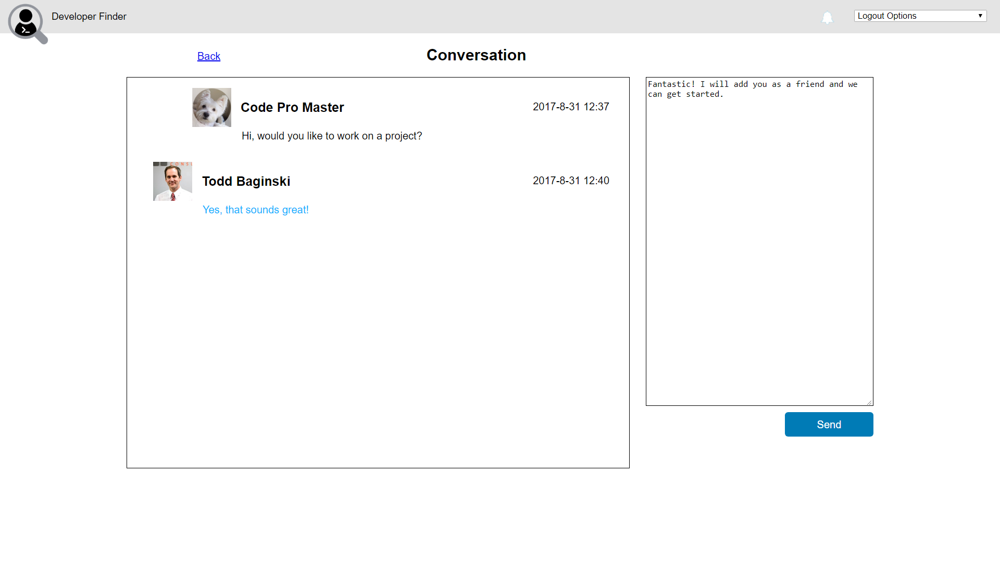 Developer Finder
Logout Options
Back
Conversation
Code Pro Master
2017-8-31 12:37
Hi, would you like to work on a project?
CONSU
Todd Baginski
2017-8-31 12:40
Yes, that sounds great!
Fantastic! I will add you as a friend and we
can get started.
Send